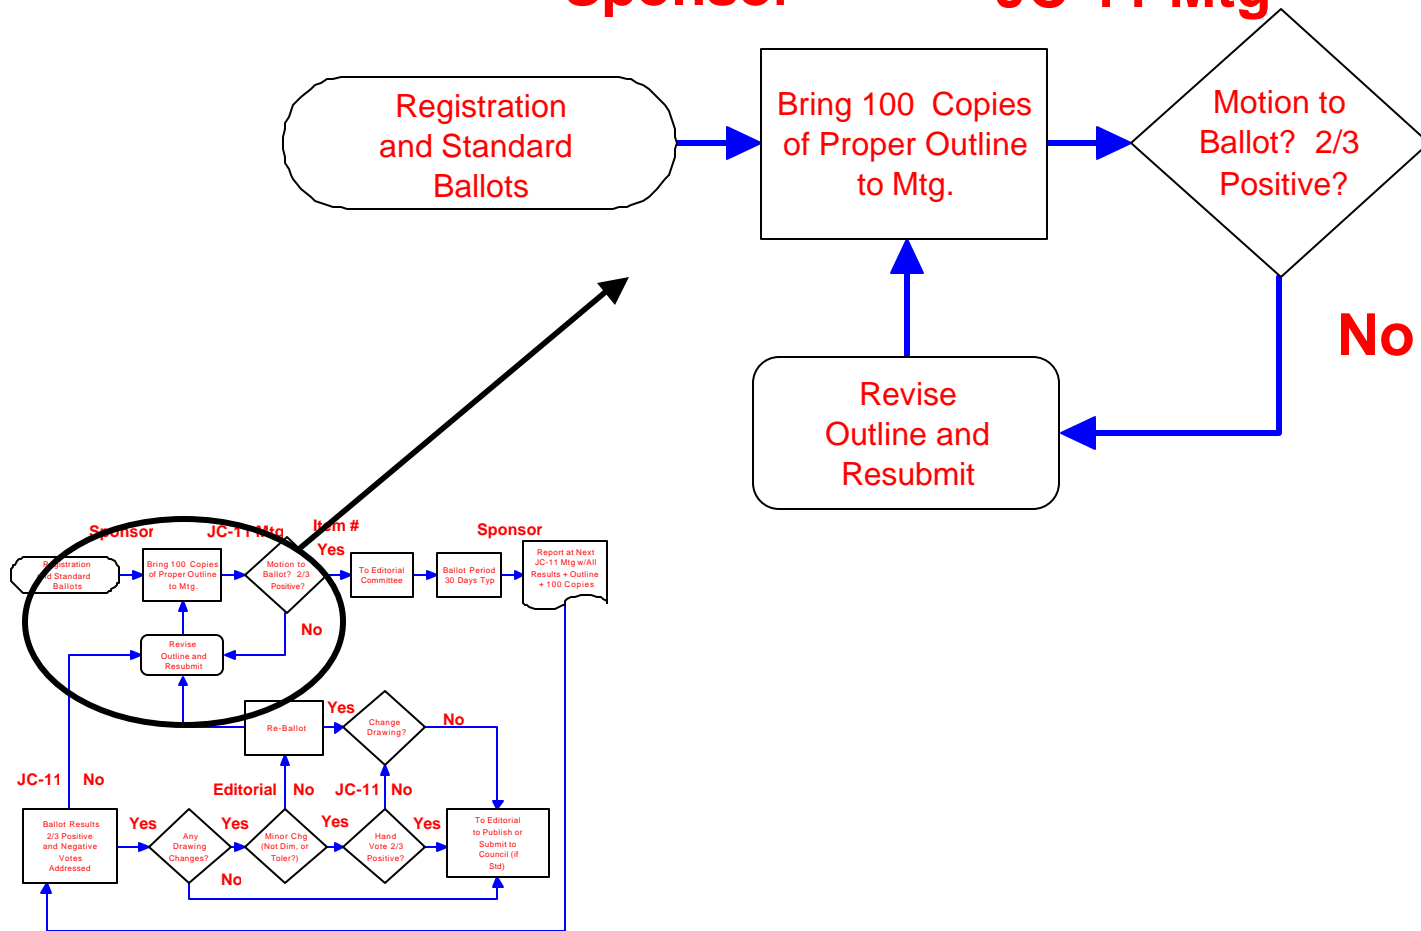 Sponsor
JC-11 Mtg
Registration
and Standard
Ballots
Bring 100 Copies
of Proper Outline
to Mtg.
Motion to
Ballot? 2/3
Positive?
No
Revise
Outline and
Resubmit
Sponsor
JC-11 Mtg
Item #
Sponsor
Registration
and Standard
Ballots
Bring 100 Copies
of Proper Outline
to Mtg.
Motion to
Ballot? 2/3
Positive?
Yes
To Editorial
Committee
Ballot Period
30 Days Typ
Report at Next
JC-11 Mtg w/All
Results + Outline
+ 100 Copies
No
Revise
Outline and
Resubmit
Re-Ballot
Yes
Change
Drawing?
No
JC-11
No
Editorial
No
JC-11
No
Ballot Results
2/3 Positive
and Negative
Votes
Addressed
Yes
Any
Drawing
Changes?
Yes
Minor Chg
(Not Dim, or
Toler?)
Yes
Hand
Vote 2/3
Positive?
Yes
To Editorial
to Publish or
Submit to
Council (if
Std)
No